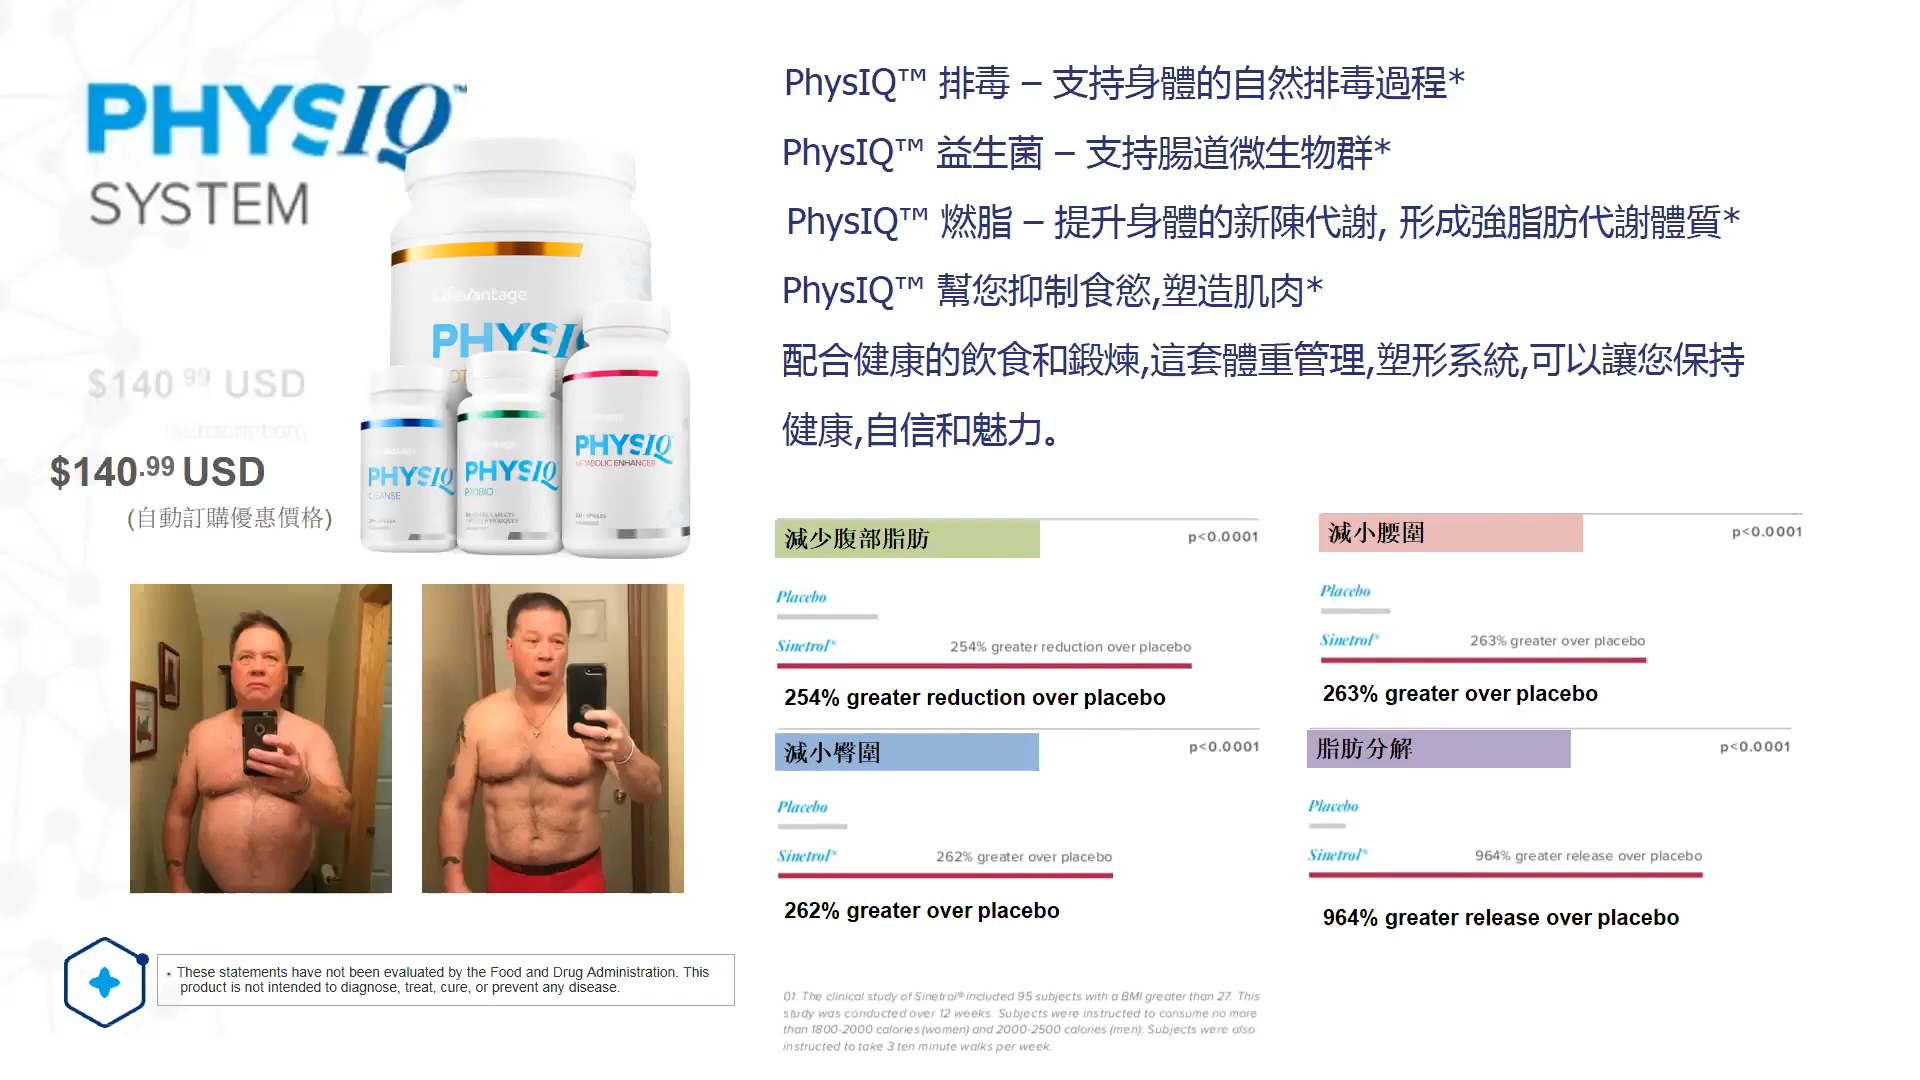 PHYSIQ™
SYSTEM
$140 99 USD
(subscription)
$140.99 USD
(自動訂購優惠價格)
LifeVantage
PHYSIQ
PHYSIQ
CLEANSE
PHYSIQ
PROBIO
PHYSIQ
METABOLIC ENHANCER
PhysIQ™ 排毒 – 支持身體的自然排毒過程*
PhysIQ™ 益生菌 – 支持腸道微生物群*
PhysIQ™ 燃脂 – 提升身體的新陳代謝, 形成強脂肪代謝體質*
PhysIQ™ 幫您抑制食慾,塑造肌肉*
配合健康的飲食和鍛煉,這套體重管理,塑形系統,可以讓您保持
健康,自信和魅力。
減少腹部脂肪
p<0.0001
Placebo
Sinetrol®
254% greater reduction over placebo
254% greater reduction over placebo
減小腰圍
p<0.0001
Placebo
Sinetrol®
263% greater over placebo
263% greater over placebo
減小臀圍
p<0.0001
Placebo
Sinetrol®
262% greater over placebo
262% greater over placebo
脂肪分解
p<0.0001
Placebo
Sinetrol®
964% greater release over placebo
964% greater release over placebo
* These statements have not been evaluated by the Food and Drug Administration. This
product is not intended to diagnose, treat, cure, or prevent any disease.
01. The clinical study of Sinetrol® included 95 subjects with a BMI greater than 27. This
study was conducted over 12 weeks. Subjects were instructed to consume no more
than 1800-2000 calories (women) and 2000-2500 calories (men). Subjects were also
instructed to take 3 ten minute walks per week.